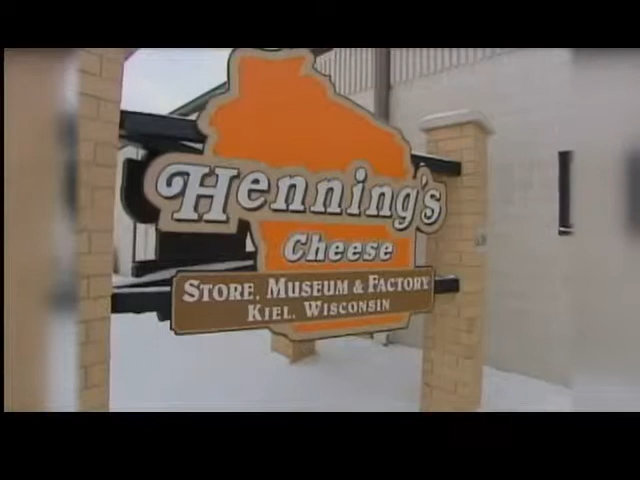 Henning's
Cheese
STORE, MUSEUM & FACTORY
KIEL, WISCONSIN